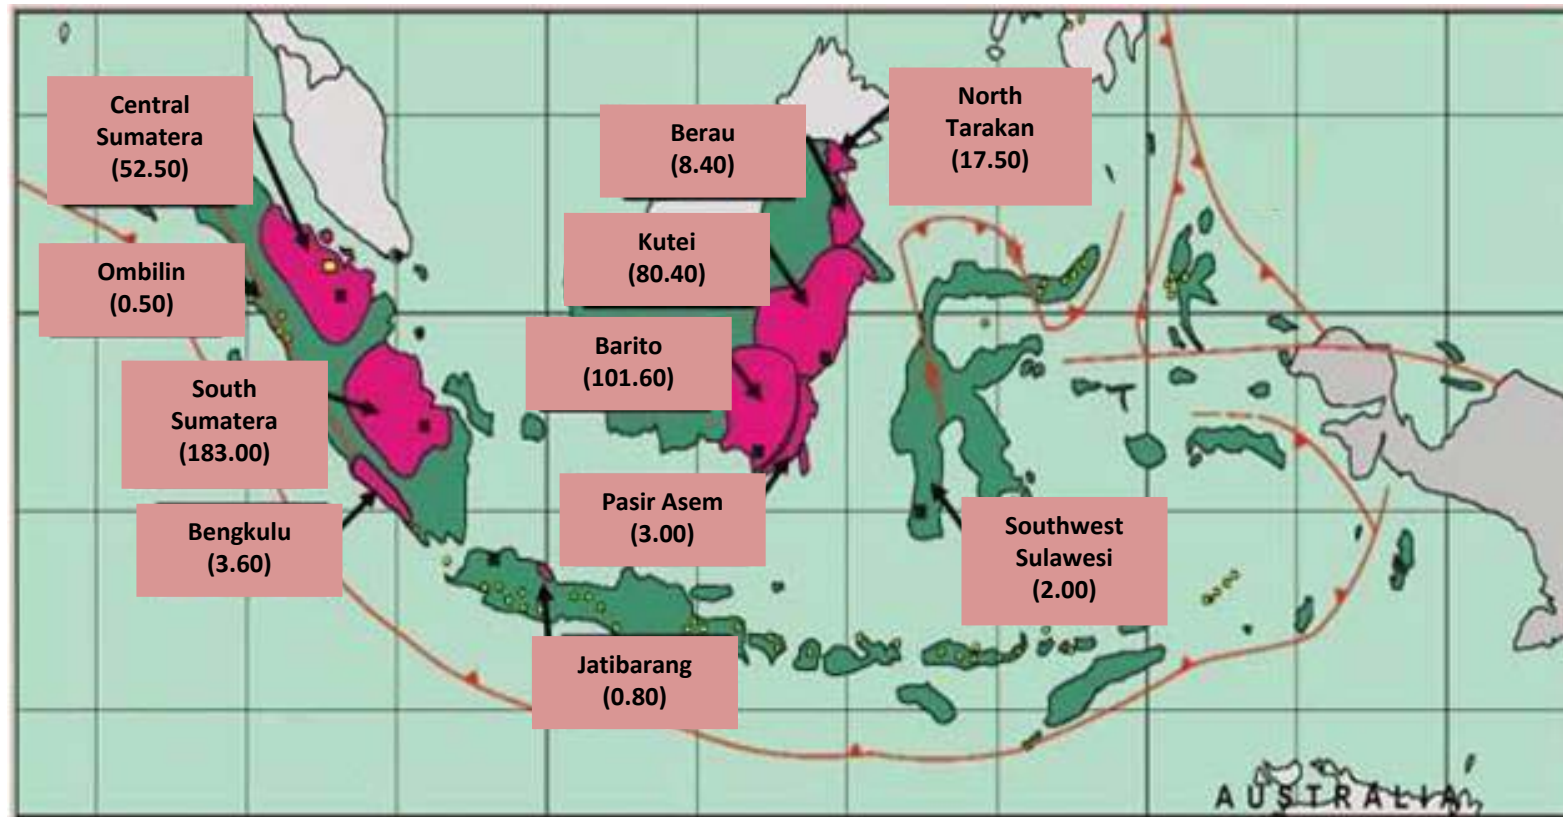 Central
Sumatera
(52.50)
North
Tarakan
(17.50)
Berau
(8.40)
Kutei
(80.40)
Ombilin
(0.50)
Barito
(101.60)
South
Sumatera
(183.00)
Pasir Asem
(3.00)
Southwest
Sulawesi
(2.00)
Bengkulu
(3.60)
Jatibarang
(0.80)
AUSTRALIA